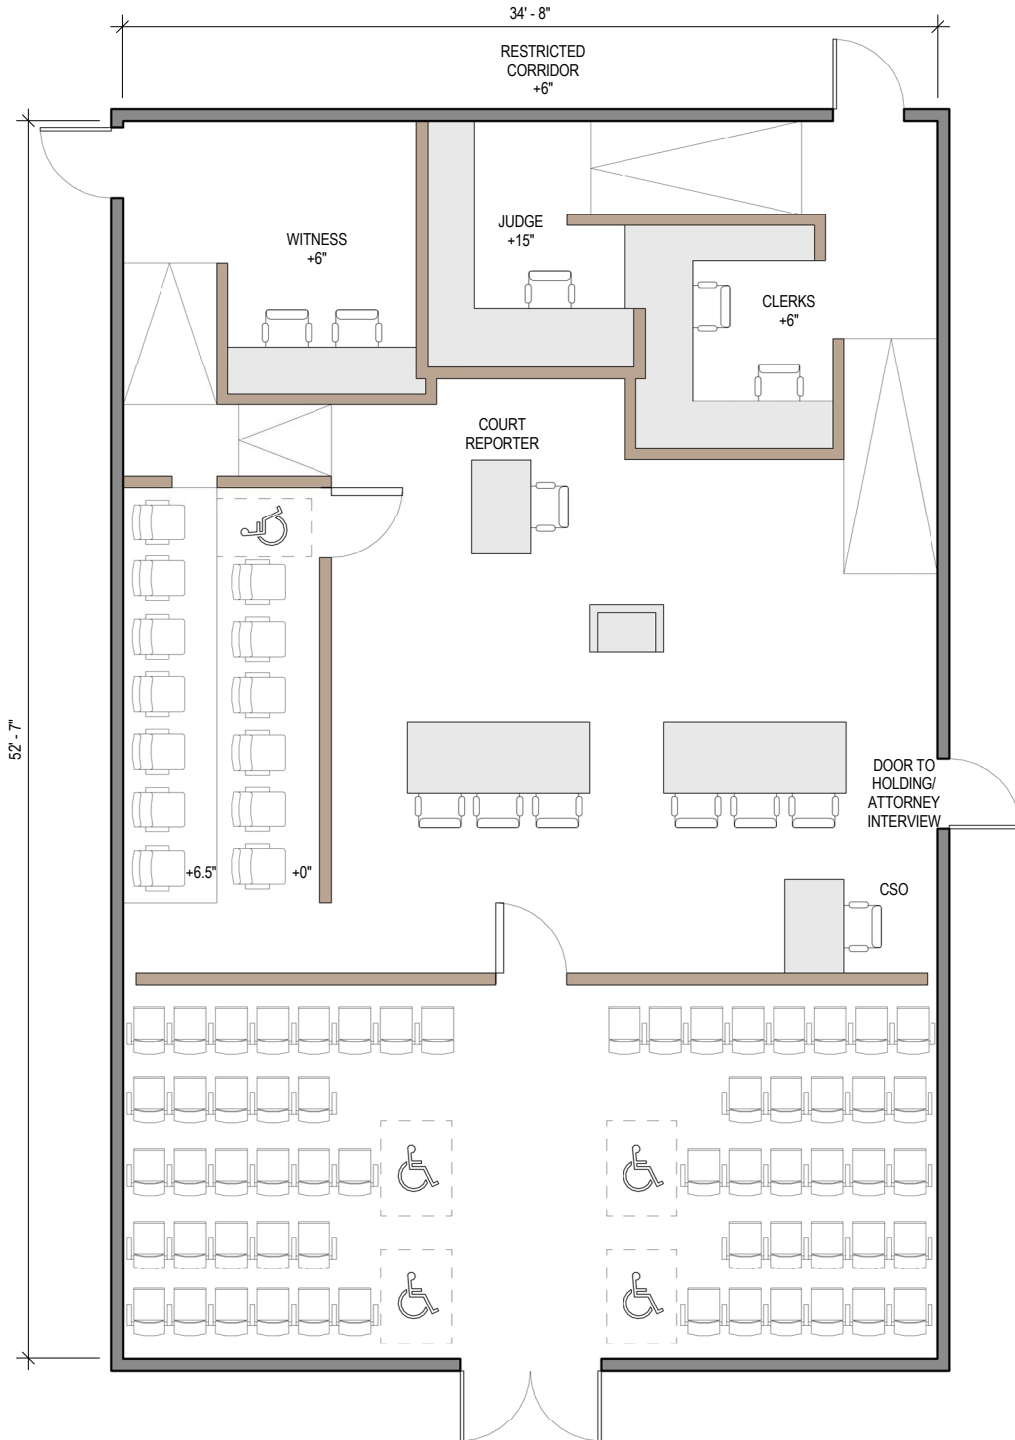 34' - 8"
RESTRICTED
CORRIDOR
+6"
WITNESS
+6"
JUDGE
+15"
CLERKS
+6"
COURT
REPORTER
52' - 7"
DOOR TO
HOLDING/
ATTORNEY
INTERVIEW
+6.5"
+0"
CSO